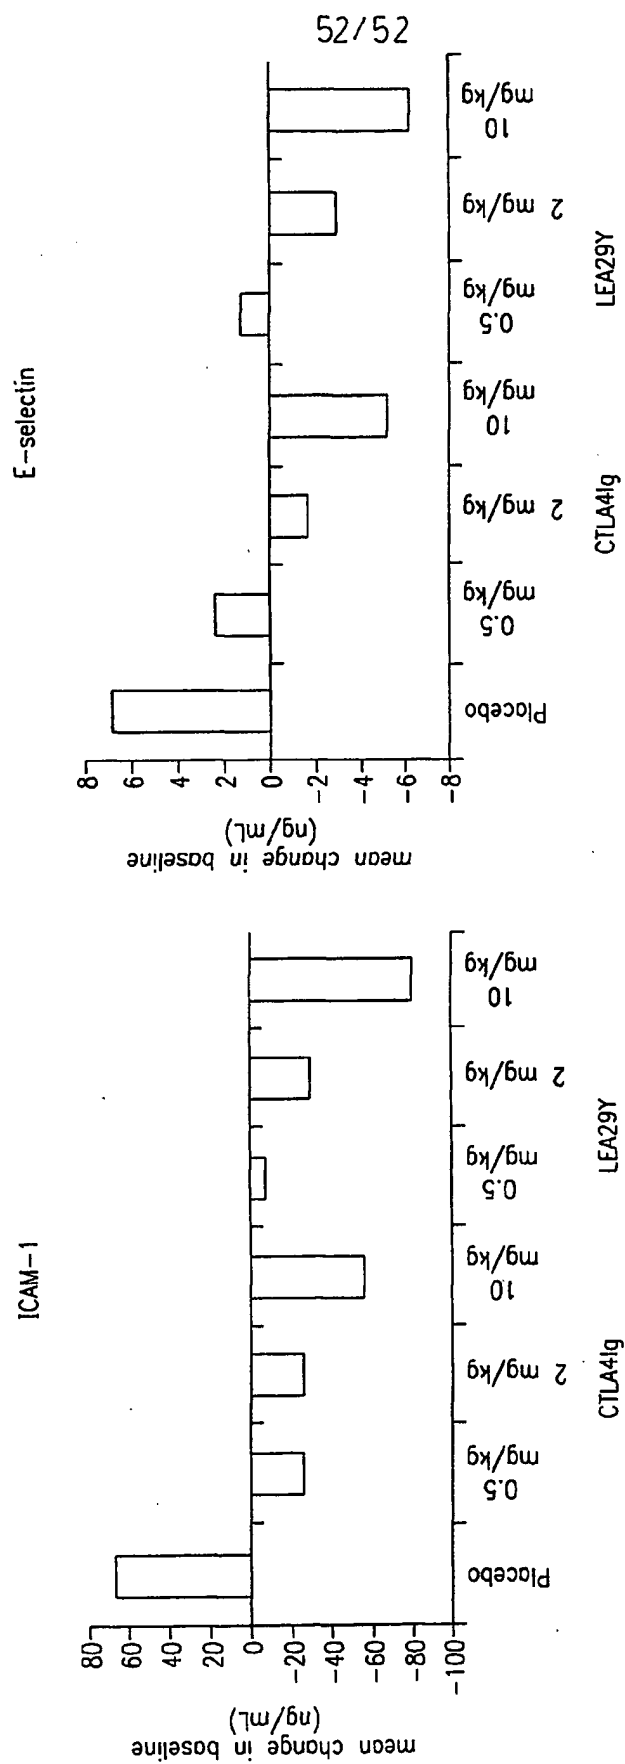 52/52
ICAM-1
mean change in baseline
(ng/mL)
80
60
40
20
0
-20
-40
-60
-80
-100
Placebo
0.5
mg/kg
2 mg/kg
10
mg/kg
0.5
mg/kg
2 mg/kg
10
mg/kg
CTLA4Ig
LEA29Y
E-selectin
mean change in baseline
(ng/mL)
8
6
4
2
0
-2
-4
-6
-8
Placebo
0.5
mg/kg
2 mg/kg
10
mg/kg
0.5
mg/kg
2 mg/kg
10
mg/kg
CTLA4Ig
LEA29Y